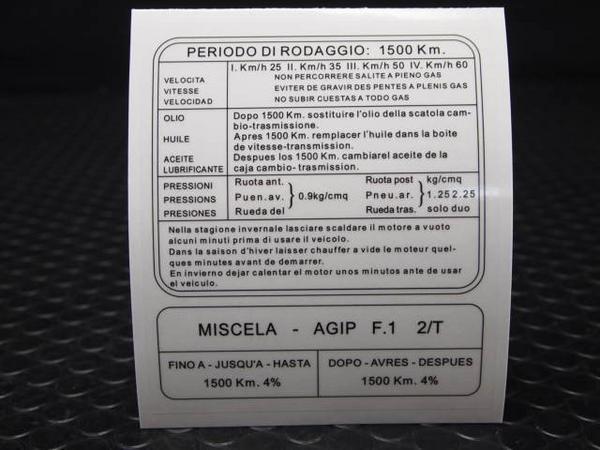 PERIODO DI RODAGGIO: 1500 Km.
I. Km/h 25 II. Km/h 35 III. Km/h 50 IV. Km/h 60
VELOCITA NON PERCORRERE SALITE A PIENO GAS
VITESSE EVITER DE GRAVIR DES PENTES A PLENIS GAS
VELOCIDAD NO SUBIR CUESTAS A TODO GAS
OLIO Dopo 1500 Km. sostituire l'olio della scatola cam-
bio-trasmissione.
HUILE Apres 1500 Km. remplacer l'huile dans la boite
de vitesse-transmission.
ACEITE Despues los 1500 Km. cambiarel aceite de la
LUBRIFICANTE caja cambio-trasmission.
PRESSIONI Ruota ant. Ruota post kg/cmq
PRESSIONS Puen.av. 0.9kg/cmq Pneu.ar. 1.25 2.25
PRESIONES Rueda del Rueda tras. solo duo
Nella stagione invernale lasciare scaldare il motore a vuoto
alcuni minuti prima di usare il veicolo.
Dans la saison d'hiver laisser chauffer a vide le moteur quel-
ques minutes avant de demarrer.
En invierno dejar calentar el motor unos minutos ante de usar
el veiculo.
MISCELA - AGIP F.1 2/T
FINO A - JUSQU'A - HASTA DOPO - AVRES - DESPUES
1500 Km. 4% 1500 Km. 4%